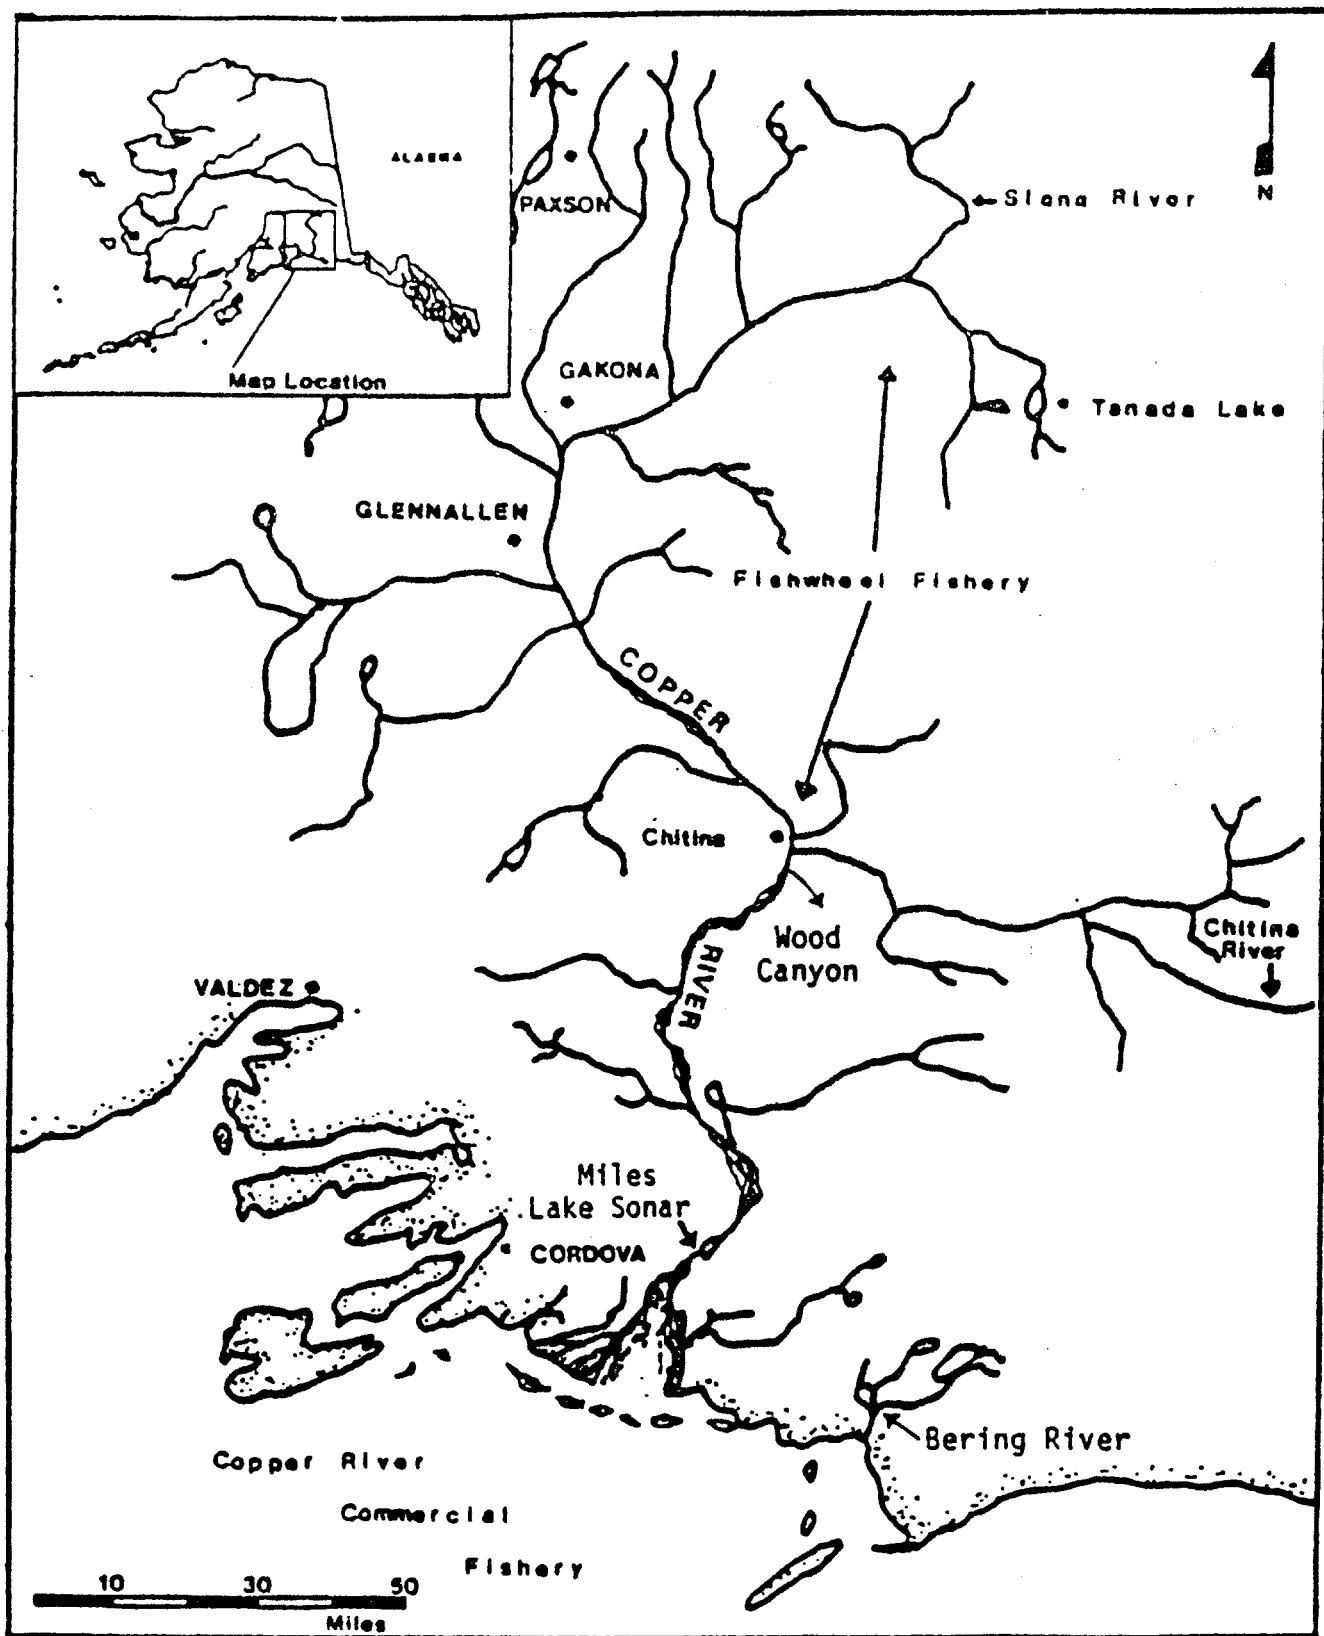 ALASKA
Map Location
N
PAXSON
Slana River
GAKONA
Tanada Lake
GLENNALLEN
Fishwheel Fishery
COPPER
Chitina
Wood
Canyon
Chitina
River
RIVER
VALDEZ
Miles
Lake Sonar
CORDOVA
Bering River
Copper River
Commercial
Fishery
10 30 50
Miles